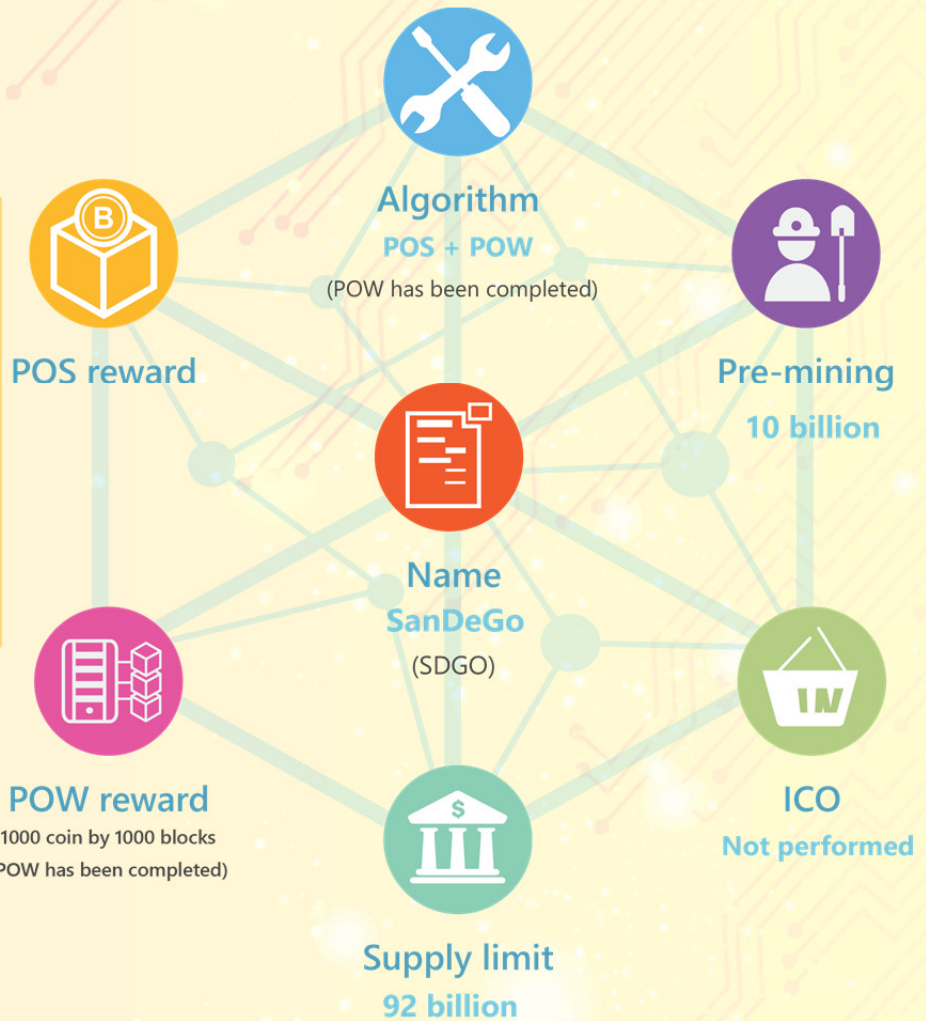 Algorithm
POS + POW
(POW has been completed)
B
POS reward
Pre-mining
10 billion
Name
SanDeGo
(SDGO)
POW reward
1000 coin by 1000 blocks
POW has been completed)
IN
ICO
Not performed
$
Supply limit
92 billion